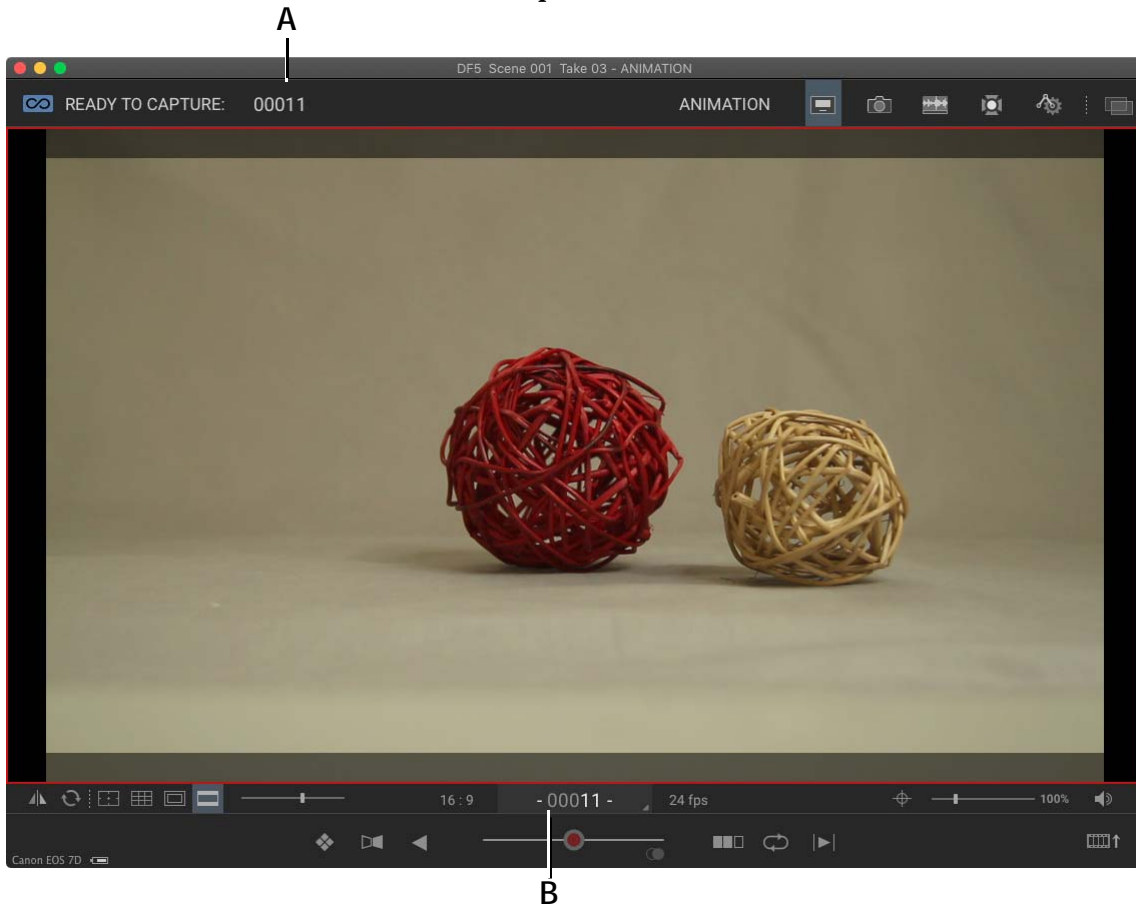 A
DF5 Scene 001 Take 03 - ANIMATION
READY TO CAPTURE: 00011 ANIMATION
16 : 9 - 00011 - 24 fps 100%
Canon EOS 7D
B